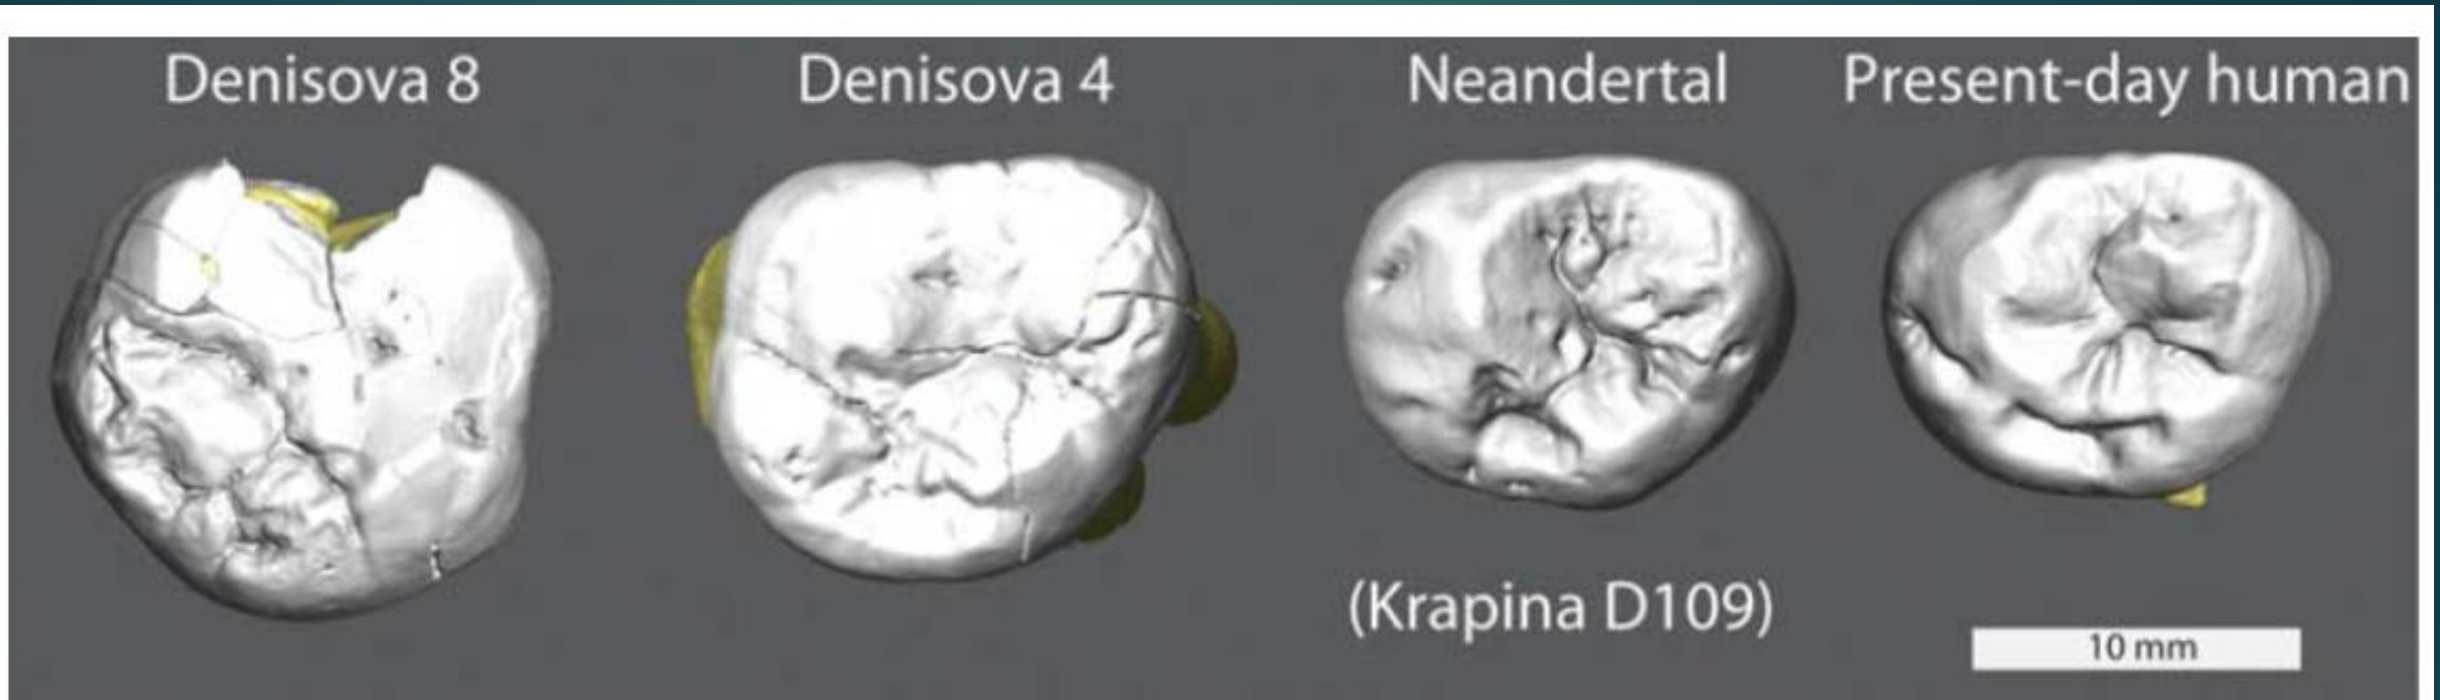 Denisova 8
Denisova 4
Neandertal
Present-day human
(Krapina D109)
10 mm